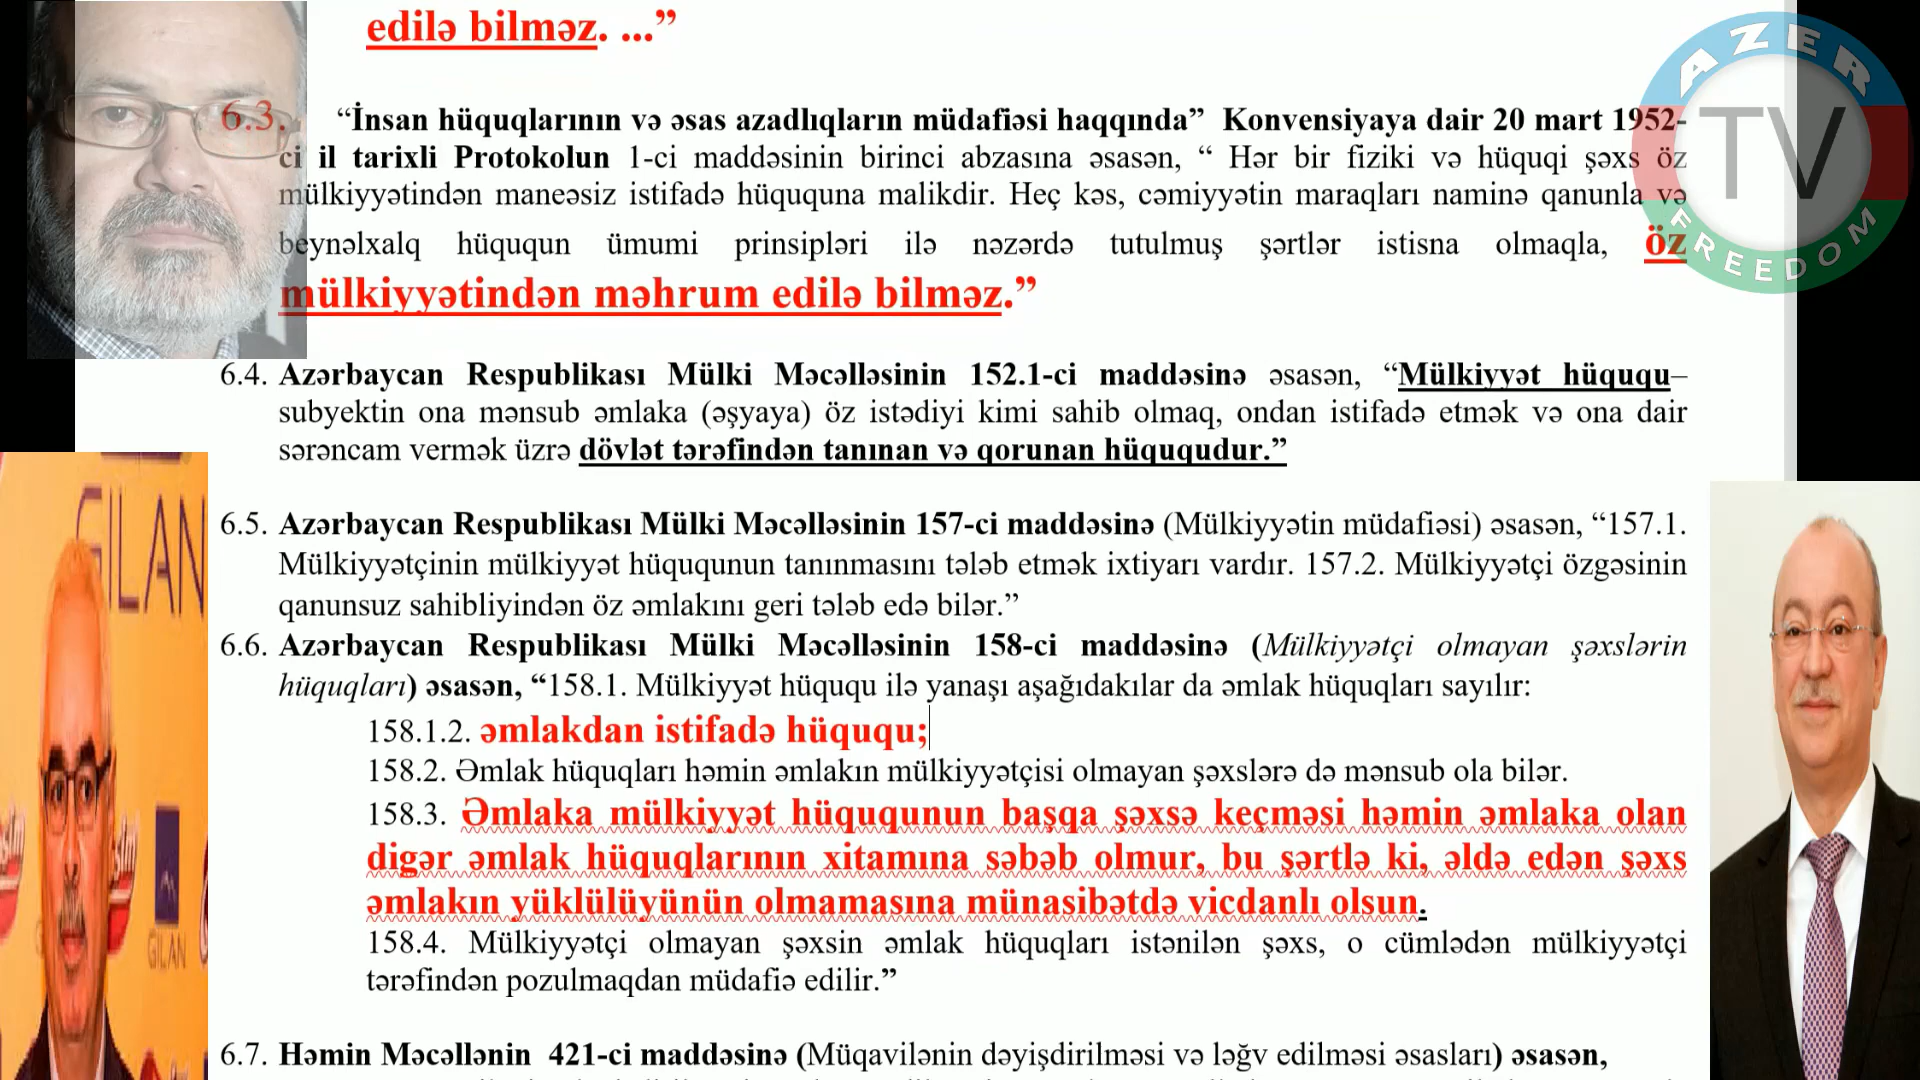 edilə bilməz. ...”
6.3. “İnsan hüquqlarının və əsas azadlıqların müdafiəsi haqqında” Konvensiyaya dair 20 mart 1952-
ci il tarixli Protokolun 1-ci maddəsinin birinci abzasına əsasən, “ Hər bir fiziki və hüquqi şəxs öz
mülkiyyətindən maneəsiz istifadə hüququna malikdir. Heç kəs, cəmiyyətin maraqları naminə qanunla və
beynəlxalq hüququn ümumi prinsipləri ilə nəzərdə tutulmuş şərtlər istisna olmaqla, öz
mülkiyyətindən məhrum edilə bilməz.”
6.4. Azərbaycan Respublikası Mülki Məcəlləsinin 152.1-ci maddəsinə əsasən, “Mülkiyyət hüququ–
subyektin ona mənsub əmlaka (əşyaya) öz istədiyi kimi sahib olmaq, ondan istifadə etmək və ona dair
sərəncam vermək üzrə dövlət tərəfindən tanınan və qorunan hüququdur.”
6.5. Azərbaycan Respublikası Mülki Məcəlləsinin 157-ci maddəsinə (Mülkiyyətin müdafiəsi) əsasən, “157.1.
Mülkiyyətçinin mülkiyyət hüququnun tanınmasını tələb etmək ixtiyarı vardır. 157.2. Mülkiyyətçi özgəsinin
qanunsuz sahibliyindən öz əmlakını geri tələb edə bilər.”
6.6. Azərbaycan Respublikası Mülki Məcəlləsinin 158-ci maddəsinə (Mülkiyyətçi olmayan şəxslərin
hüquqları) əsasən, “158.1. Mülkiyyət hüququ ilə yanaşı aşağıdakılar da əmlak hüquqları sayılır:
158.1.2. əmlakdan istifadə hüququ;
158.2. Əmlak hüquqları həmin əmlakın mülkiyyətçisi olmayan şəxslərə də mənsub ola bilər.
158.3. Əmlaka mülkiyyət hüququnun başqa şəxsə keçməsi həmin əmlaka olan
digər əmlak hüquqlarının xitamına səbəb olmur, bu şərtlə ki, əldə edən şəxs
əmlakın yüklülüyünün olmamasına münasibətdə vicdanlı olsun.
158.4. Mülkiyyətçi olmayan şəxsin əmlak hüquqları istənilən şəxs, o cümlədən mülkiyyətçi
tərəfindən pozulmaqdan müdafiə edilir.”
6.7. Həmin Məcəllənin 421-ci maddəsinə (Müqavilənin dəyişdirilməsi və ləğv edilməsi əsasları) əsasən,
AZER
TV
FREEDOM
GILAN
GILAN